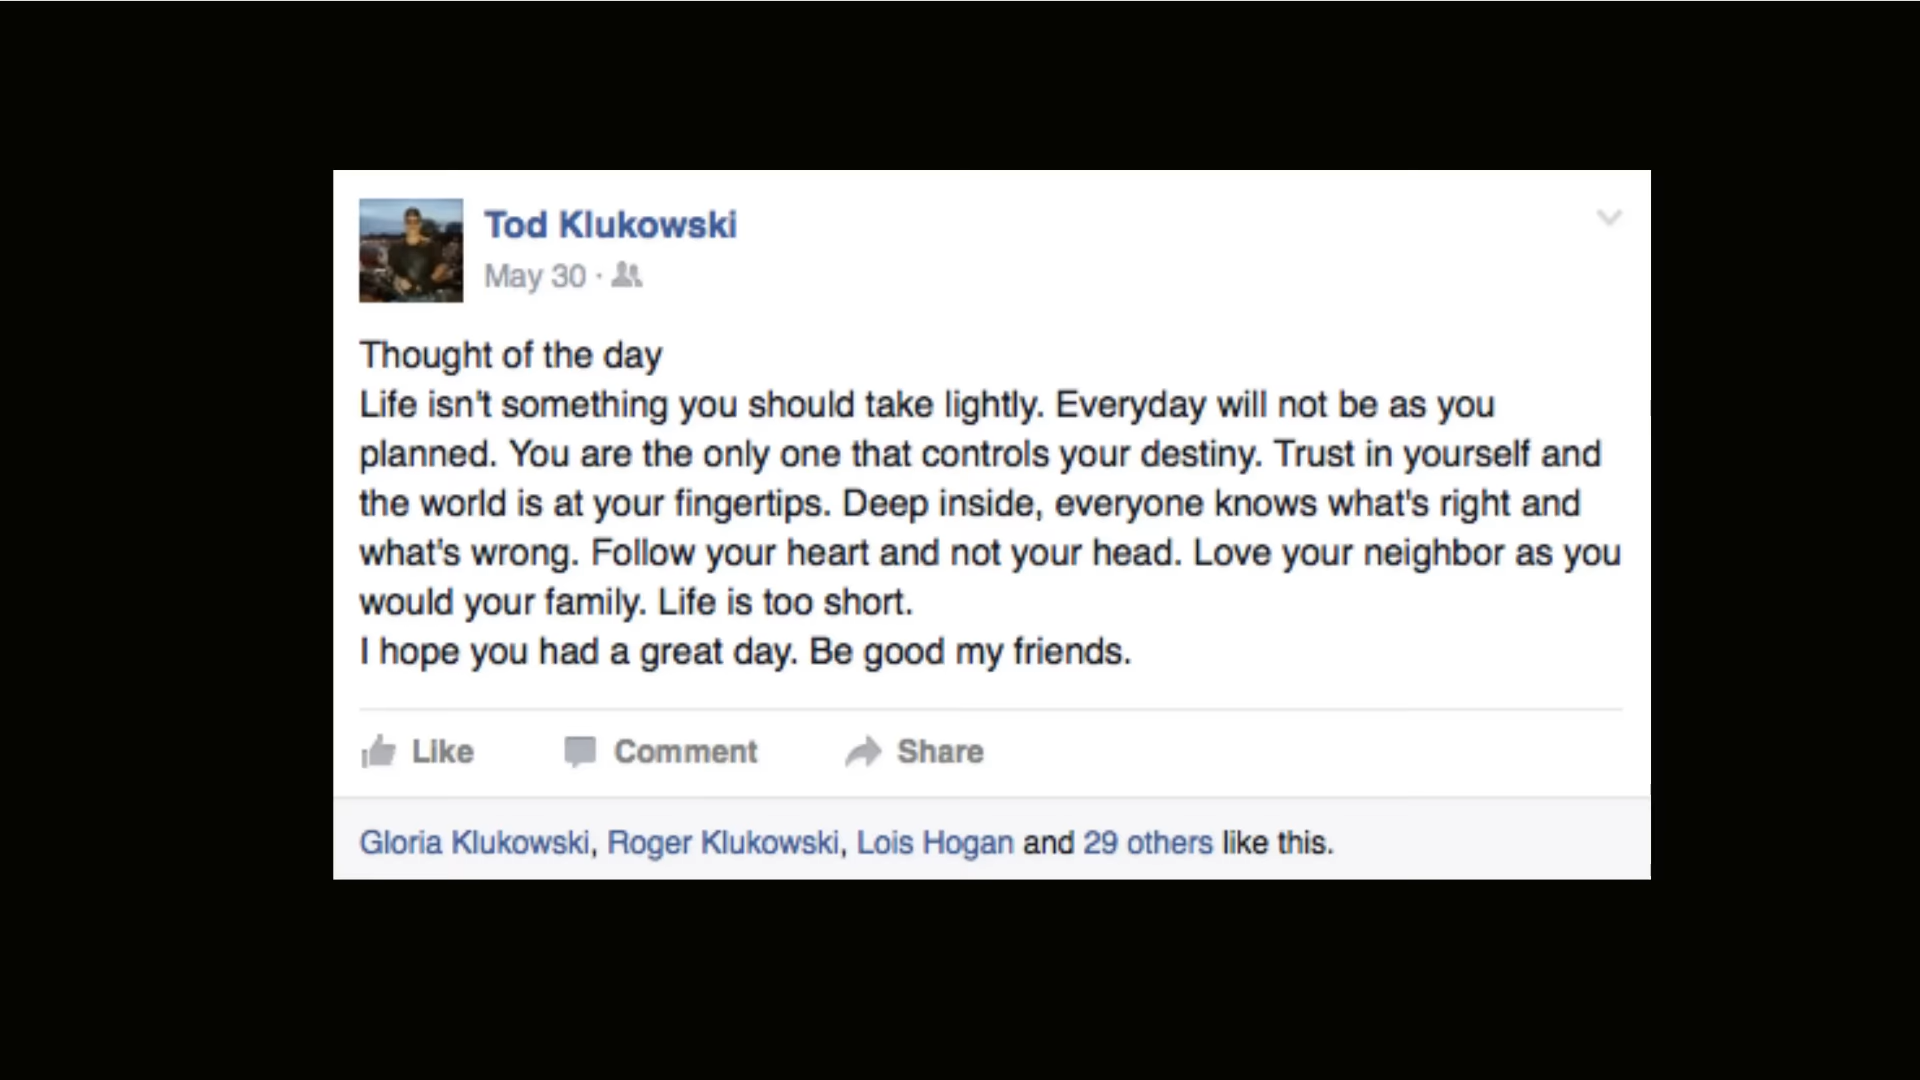 Tod Klukowski
May 30 ·
Thought of the day
Life isn't something you should take lightly. Everyday will not be as you
planned. You are the only one that controls your destiny. Trust in yourself and
the world is at your fingertips. Deep inside, everyone knows what's right and
what's wrong. Follow your heart and not your head. Love your neighbor as you
would your family. Life is too short.
I hope you had a great day. Be good my friends.
Like Comment Share
Gloria Klukowski, Roger Klukowski, Lois Hogan and 29 others like this.